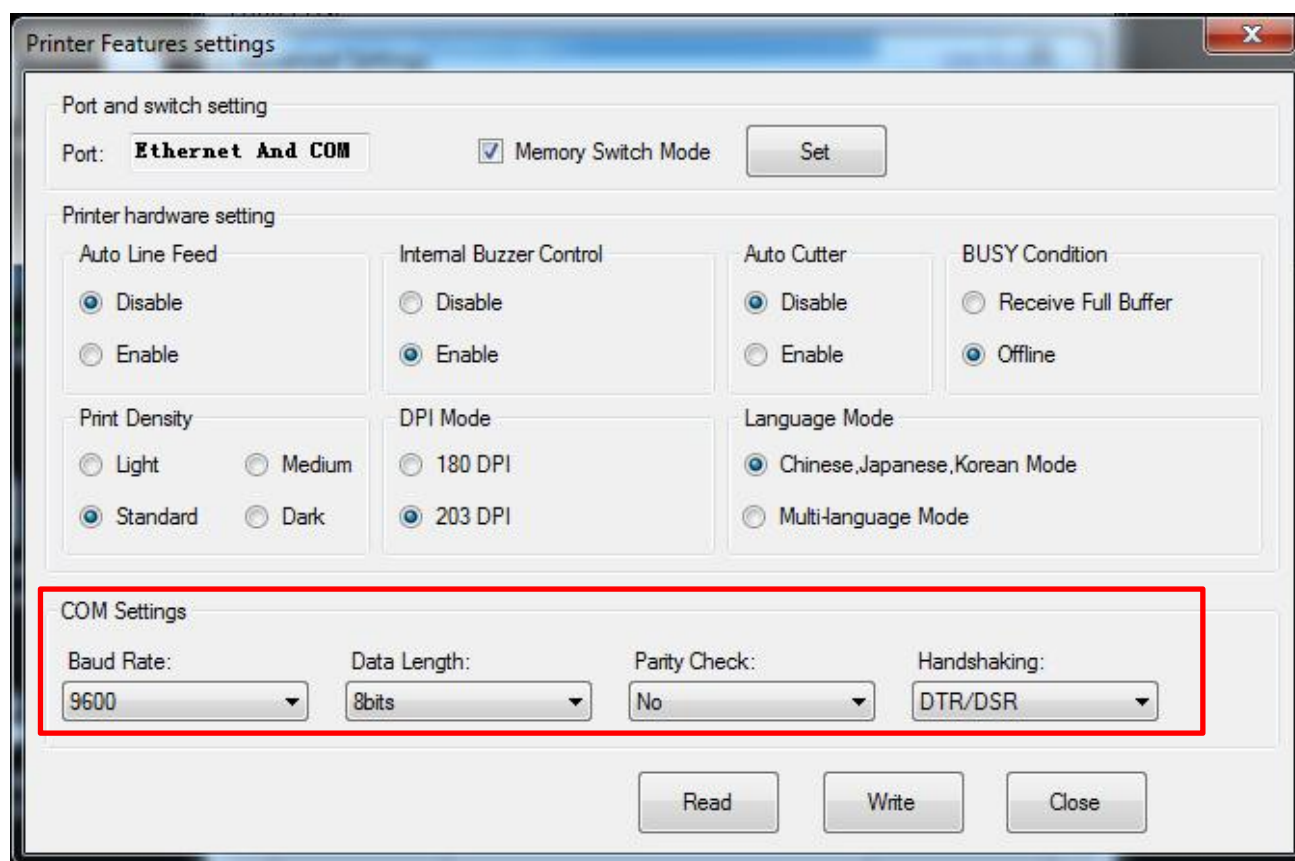 Printer Features settings
Port and switch setting
Port: Ethernet And COM Memory Switch Mode Set
Printer hardware setting
Auto Line Feed Internal Buzzer Control Auto Cutter BUSY Condition
Disable Disable Disable Receive Full Buffer
Enable Enable Enable Offline
Print Density DPI Mode Language Mode
Light Medium 180 DPI Chinese,Japanese,Korean Mode
Standard Dark 203 DPI Multi-language Mode
COM Settings
Baud Rate: Data Length: Parity Check: Handshaking:
9600 8bits No DTR/DSR
Read Write Close